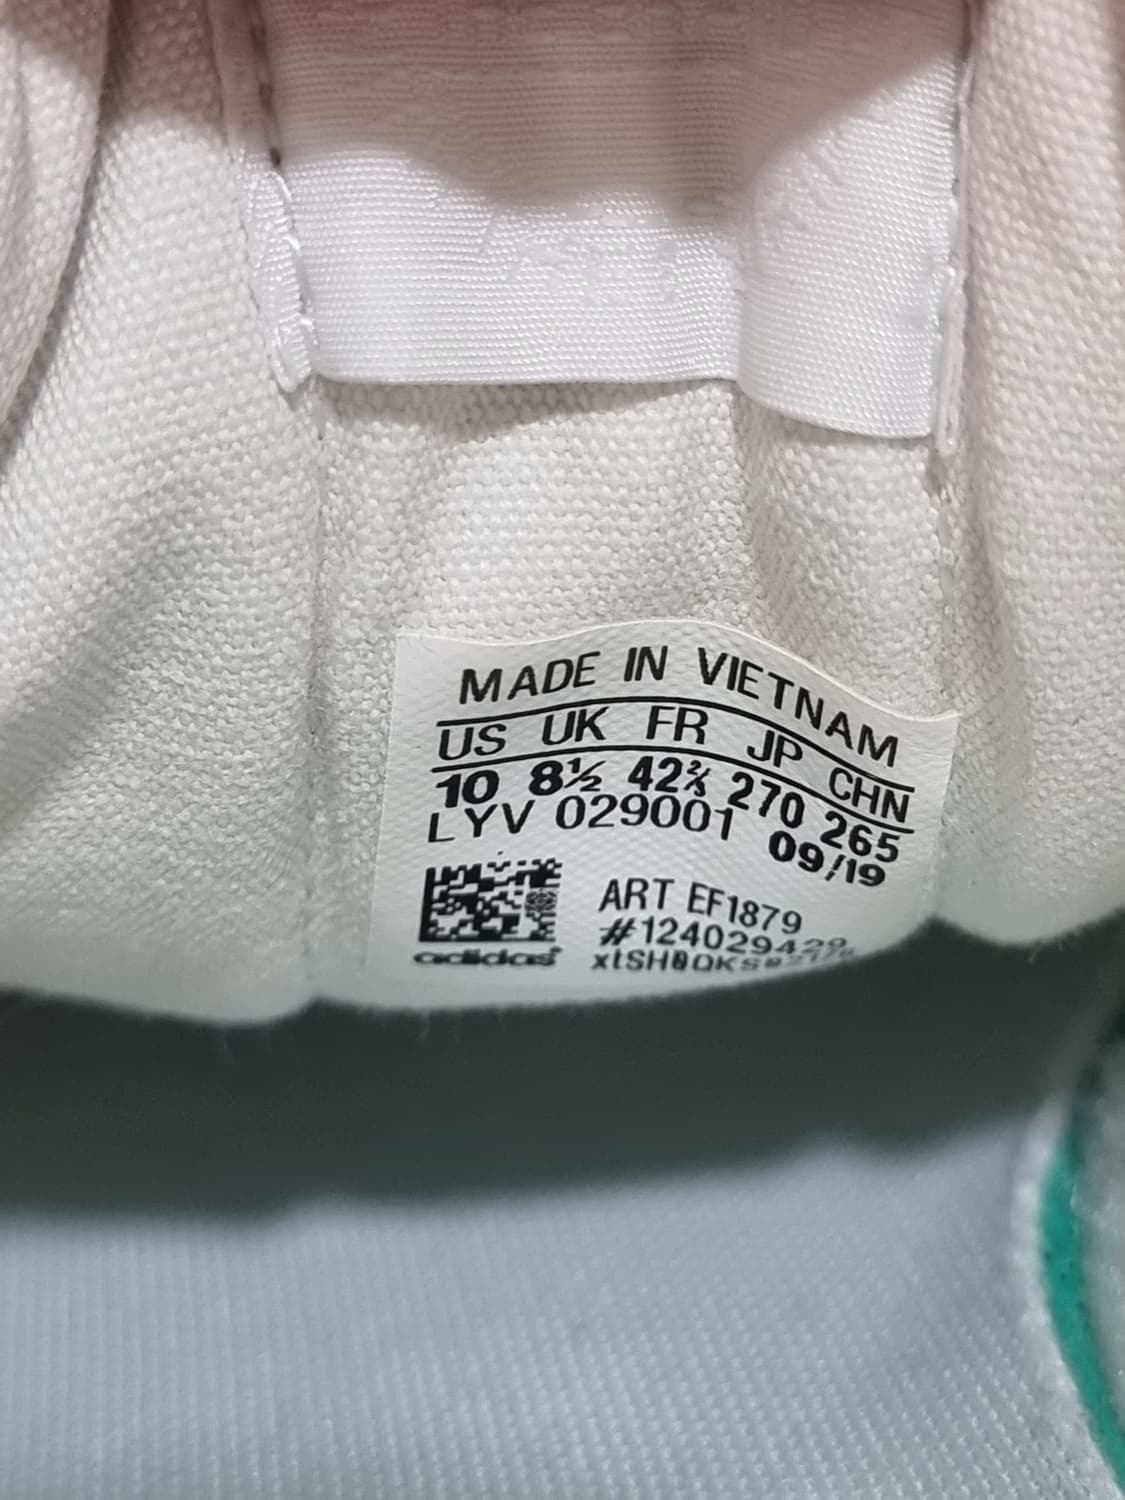 MADE IN VIETNAM
US UK FR JP CHN
10 8½ 42⅔ 270 265
LYV 029001 09/19
ART EF1879
#124029429
adidas